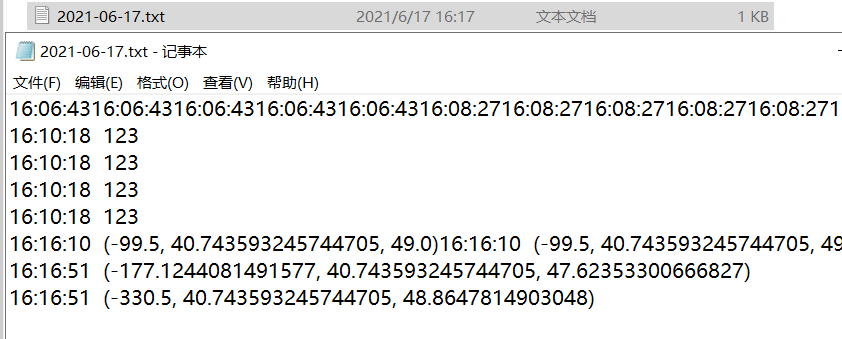 2021-06-17.txt 2021/6/17 16:17 文本文档 1 KB
2021-06-17.txt - 记事本
文件(F) 编辑(E) 格式(O) 查看(V) 帮助(H)
16:06:4316:06:4316:06:4316:06:4316:06:4316:08:2716:08:2716:08:2716:08:2716:08:271
16:10:18 123
16:10:18 123
16:10:18 123
16:10:18 123
16:16:10 (-99.5, 40.743593245744705, 49.0)16:16:10 (-99.5, 40.743593245744705, 49
16:16:51 (-177.1244081491577, 40.743593245744705, 47.62353300666827)
16:16:51 (-330.5, 40.743593245744705, 48.8647814903048)